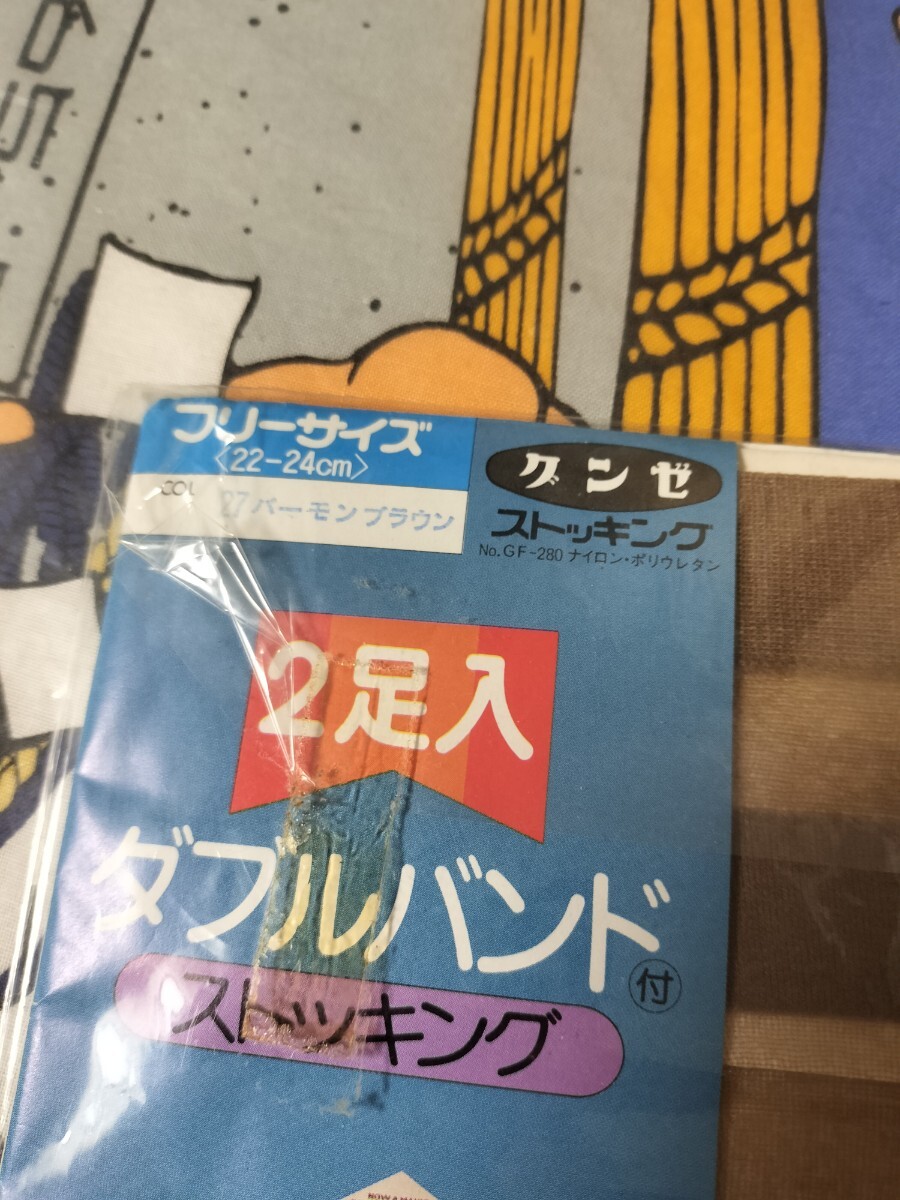 フリーサイズ
〈22-24cm〉
COL
27バーモンブラウン
グンゼ
ストッキング
No.GF-280 ナイロン・ポリウレタン
2足入
ダブルバンド付
ストッキング